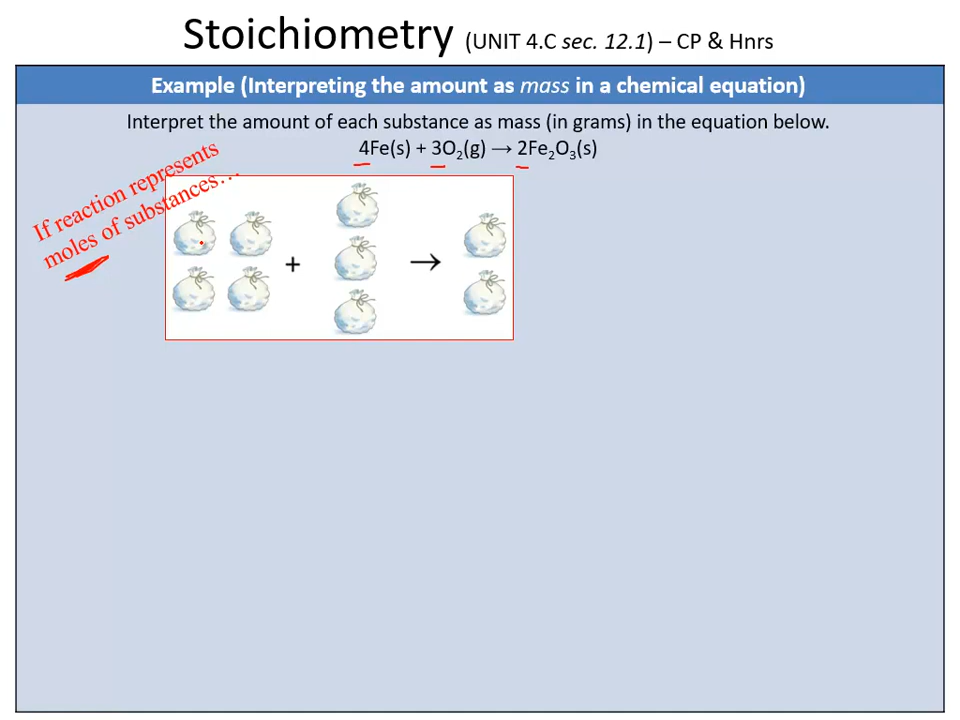 Stoichiometry (UNIT 4.C sec. 12.1) – CP & Hnrs
Example (Interpreting the amount as mass in a chemical equation)
Interpret the amount of each substance as mass (in grams) in the equation below.
4Fe(s) + 3O₂(g) → 2Fe₂O₃(s)
If reaction represents
moles of substances…
+ →